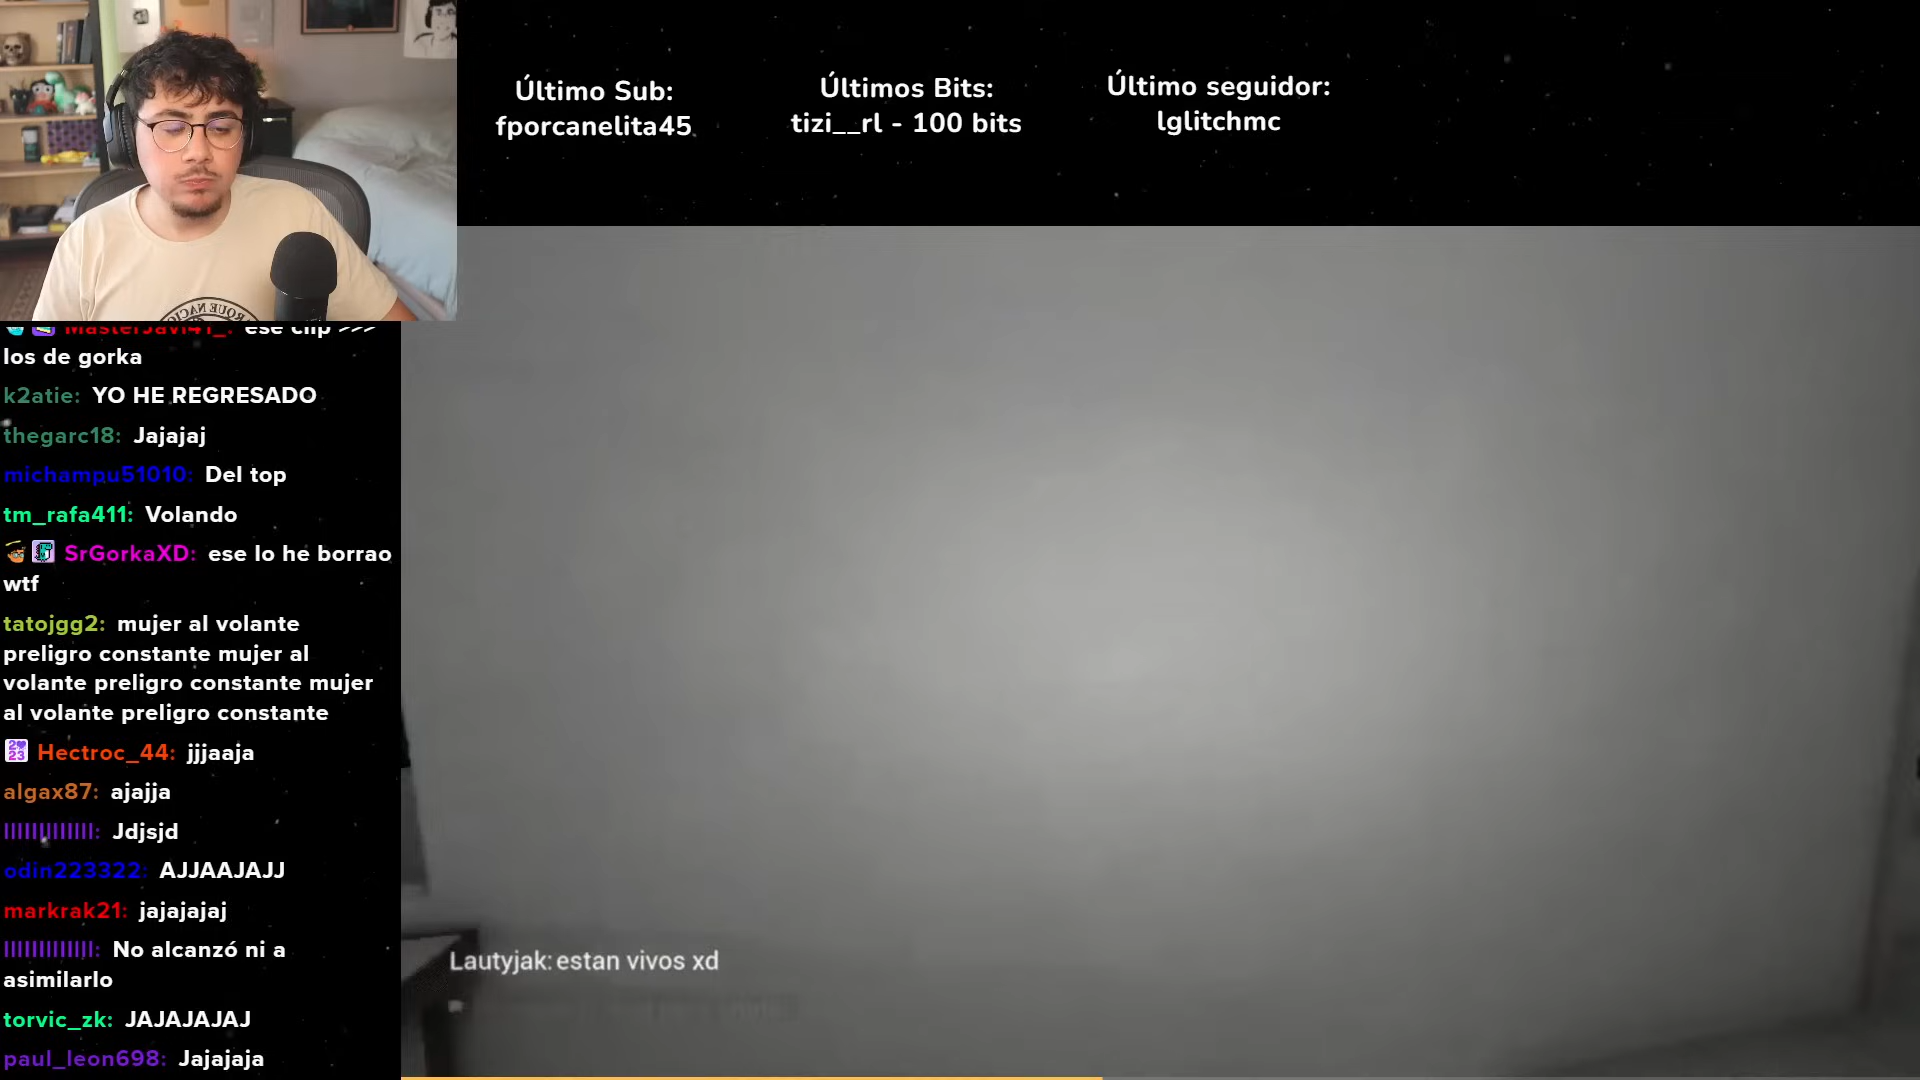 Último Sub:
fporcanelita45
Últimos Bits:
tizi__rl - 100 bits
Último seguidor:
lglitchmc
MasterJavi41_: ese clip >>>
los de gorka
k2atie: YO HE REGRESADO
thegarc18: Jajajaj
michampu51010: Del top
tm_rafa411: Volando
SrGorkaXD: ese lo he borrao
wtf
tatojgg2: mujer al volante
preligro constante mujer al
volante preligro constante mujer
al volante preligro constante
Hectroc_44: jjjaaja
algax87: ajajja
Jdjsjd
odin223322: AJJAAJAJJ
markrak21: jajajajaj
No alcanzó ni a
asimilarlo
torvic_zk: JAJAJAJAJ
paul_leon698: Jajajaja
Lautyjak: estan vivos xd